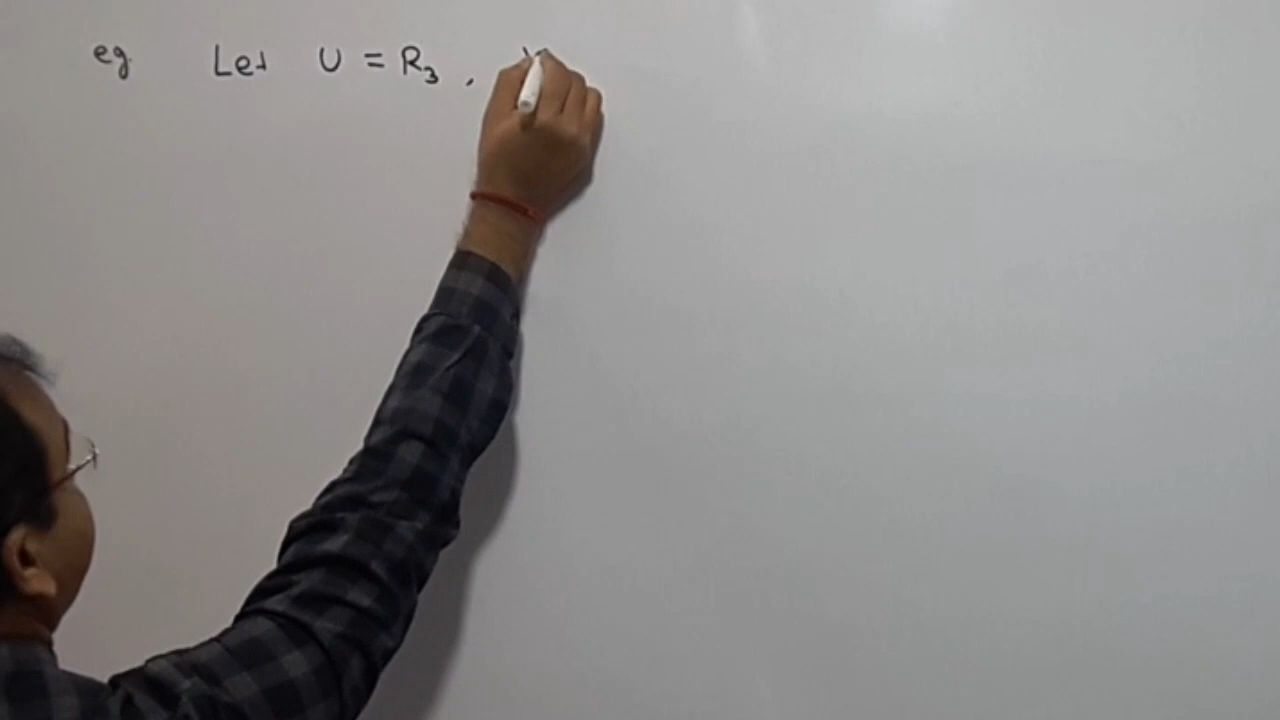 eg. Let U = R₃ ,